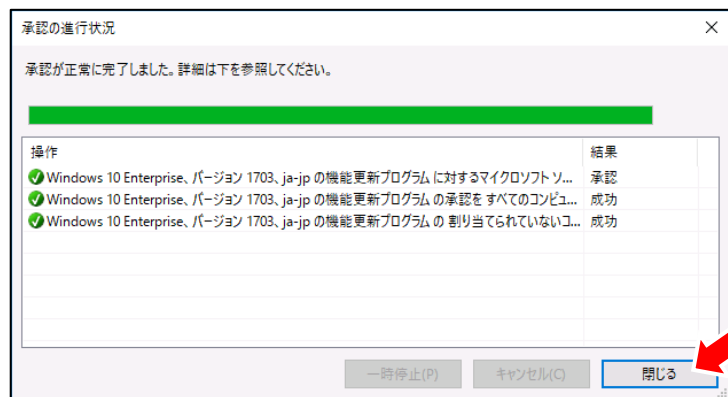 承認の進行状況
承認が正常に完了しました。詳細は下を参照してください。
操作 結果
Windows 10 Enterprise、バージョン 1703、ja-jp の機能更新プログラム に対するマイクロソフト ソ... 承認
Windows 10 Enterprise、バージョン 1703、ja-jp の機能更新プログラム の承認を すべてのコンピュ... 成功
Windows 10 Enterprise、バージョン 1703、ja-jp の機能更新プログラム の 割り当てられていないコ... 成功
一時停止(P) キャンセル(C) 閉じる